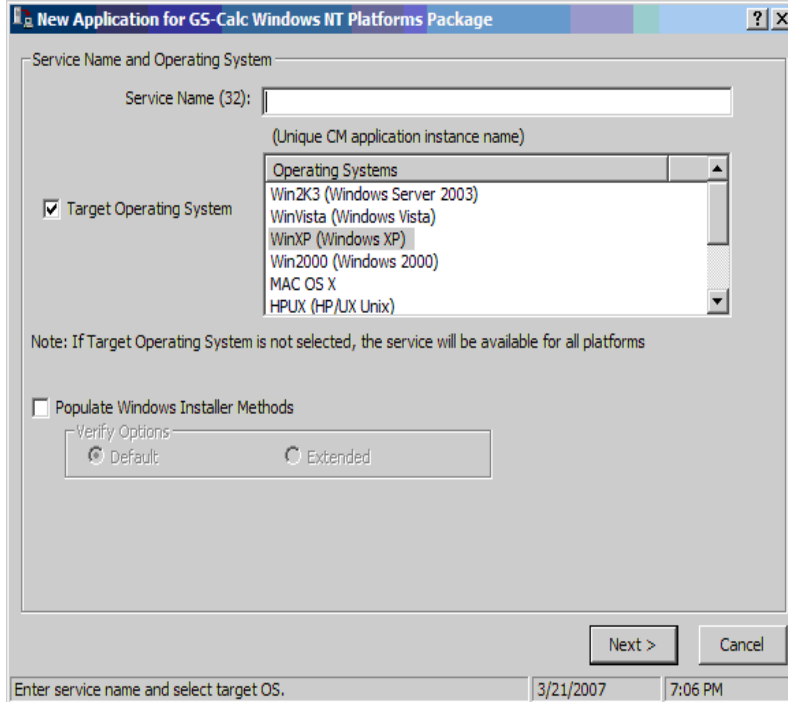 New Application for GS-Calc Windows NT Platforms Package
Service Name and Operating System
Service Name (32):
(Unique CM application instance name)
Operating Systems
Target Operating System
Win2K3 (Windows Server 2003)
WinVista (Windows Vista)
WinXP (Windows XP)
Win2000 (Windows 2000)
MAC OS X
HPUX (HP/UX Unix)
Note: If Target Operating System is not selected, the service will be available for all platforms
Populate Windows Installer Methods
Verify Options
Default Extended
Next > Cancel
Enter service name and select target OS. 3/21/2007 7:06 PM